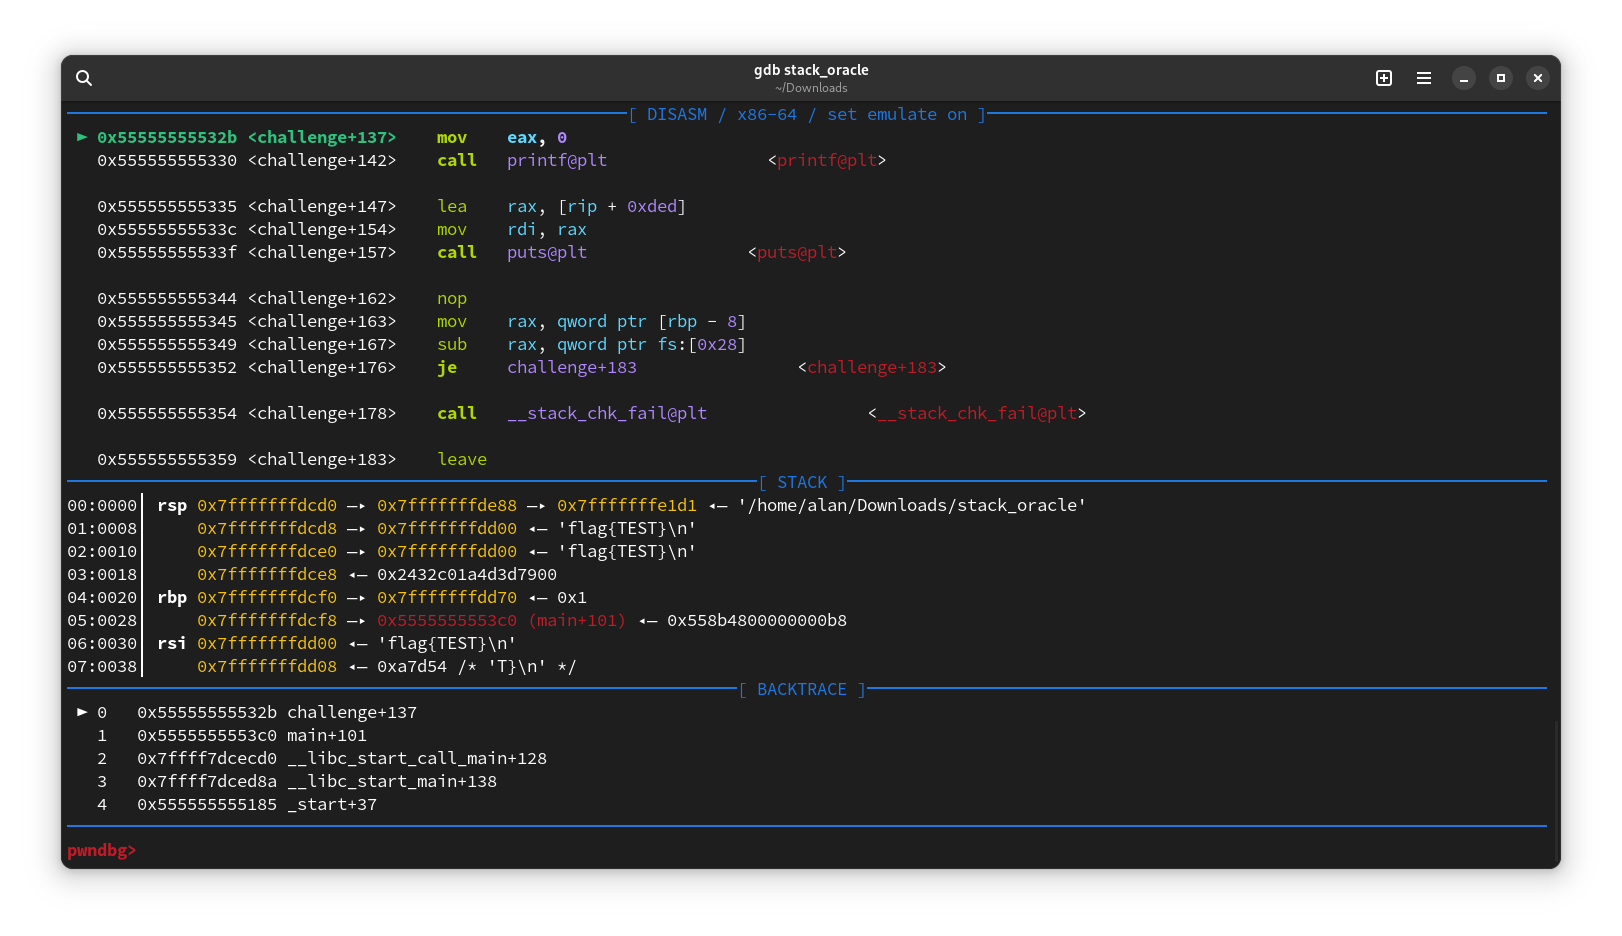 gdb stack_oracle
~/Downloads
[ DISASM / x86-64 / set emulate on ]
► 0x55555555532b <challenge+137>    mov    eax, 0
0x555555555330 <challenge+142>    call   printf@plt                <printf@plt>
0x555555555335 <challenge+147>    lea    rax, [rip + 0xded]
0x55555555533c <challenge+154>    mov    rdi, rax
0x55555555533f <challenge+157>    call   puts@plt                <puts@plt>
0x555555555344 <challenge+162>    nop
0x555555555345 <challenge+163>    mov    rax, qword ptr [rbp - 8]
0x555555555349 <challenge+167>    sub    rax, qword ptr fs:[0x28]
0x555555555352 <challenge+176>    je     challenge+183                <challenge+183>
0x555555555354 <challenge+178>    call   __stack_chk_fail@plt                <__stack_chk_fail@plt>
0x555555555359 <challenge+183>    leave
[ STACK ]
00:0000│ rsp 0x7fffffffdcd0 —▸ 0x7fffffffde88 —▸ 0x7fffffffe1d1 ◂— '/home/alan/Downloads/stack_oracle'
01:0008│     0x7fffffffdcd8 —▸ 0x7fffffffdd00 ◂— 'flag{TEST}\n'
02:0010│     0x7fffffffdce0 —▸ 0x7fffffffdd00 ◂— 'flag{TEST}\n'
03:0018│     0x7fffffffdce8 ◂— 0x2432c01a4d3d7900
04:0020│ rbp 0x7fffffffdcf0 —▸ 0x7fffffffdd70 ◂— 0x1
05:0028│     0x7fffffffdcf8 —▸ 0x5555555553c0 (main+101) ◂— 0x558b4800000000b8
06:0030│ rsi 0x7fffffffdd00 ◂— 'flag{TEST}\n'
07:0038│     0x7fffffffdd08 ◂— 0xa7d54 /* 'T}\n' */
[ BACKTRACE ]
► 0   0x55555555532b challenge+137
1   0x5555555553c0 main+101
2   0x7ffff7dcecd0 __libc_start_call_main+128
3   0x7ffff7dced8a __libc_start_main+138
4   0x555555555185 _start+37
pwndbg>